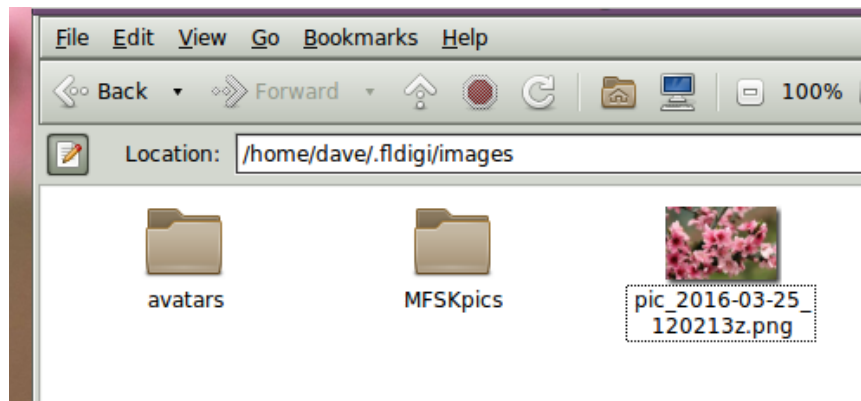 File Edit View Go Bookmarks Help
Back Forward 100%
Location: /home/dave/.fldigi/images
avatars MFSKpics pic_2016-03-25_
120213z.png